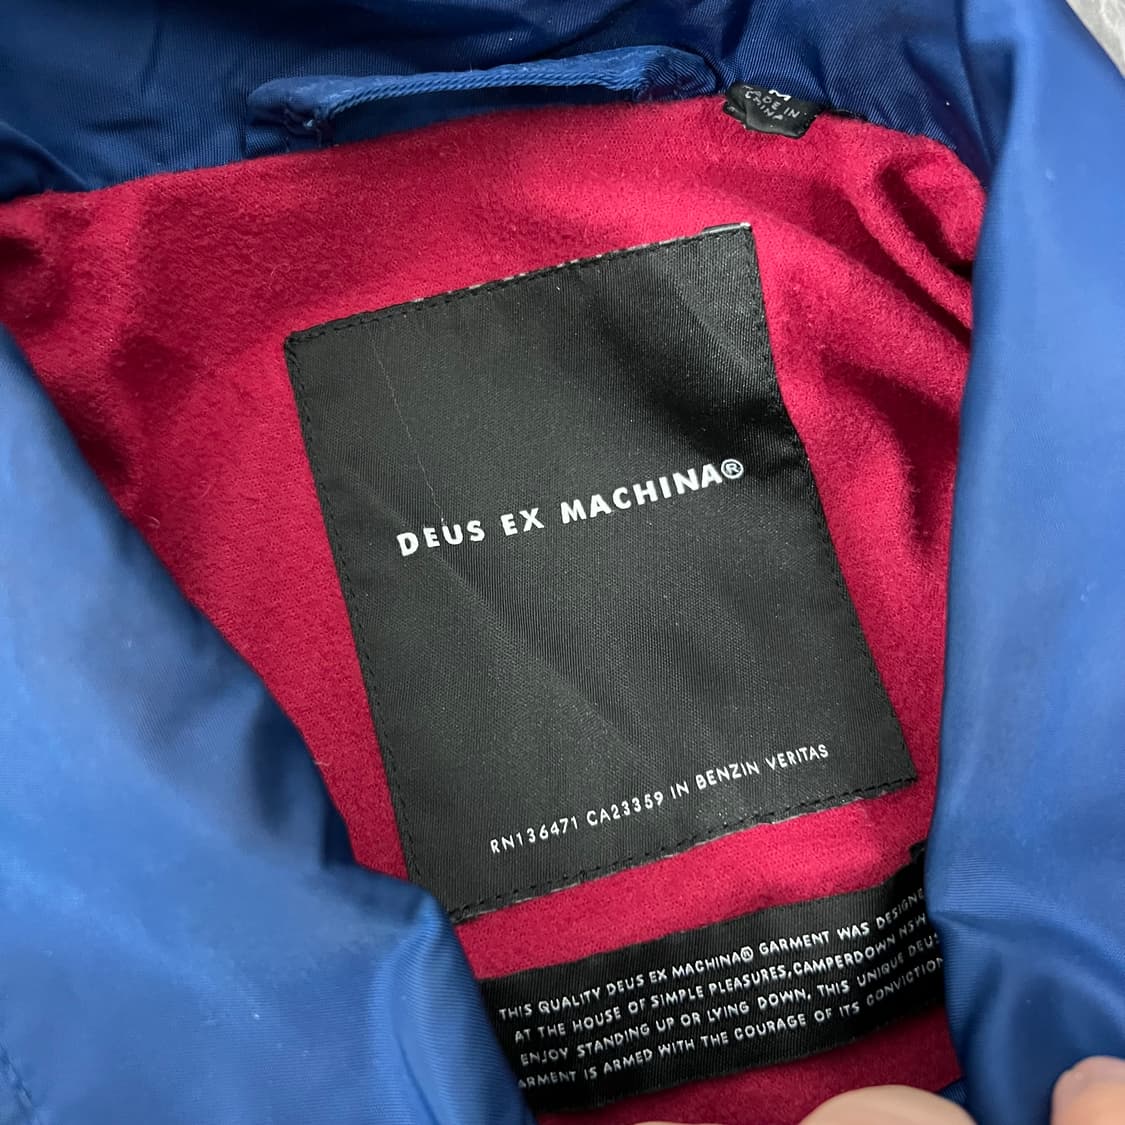 M
MADE IN
CHINA
DEUS EX MACHINA®
RN136471 CA23359 IN BENZIN VERITAS
THIS QUALITY DEUS EX MACHINA® GARMENT WAS DESIGNE
AT THE HOUSE OF SIMPLE PLEASURES, CAMPERDOWN NSW
ENJOY STANDING UP OR LYING DOWN. THIS UNIQUE DEUS
ARMENT IS ARMED WITH THE COURAGE OF ITS CONVICTION